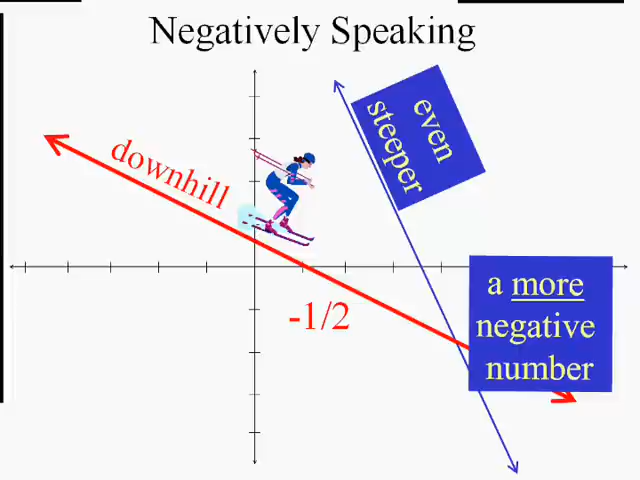 Negatively Speaking
downhill
even
steeper
-1/2
a more
negative
number